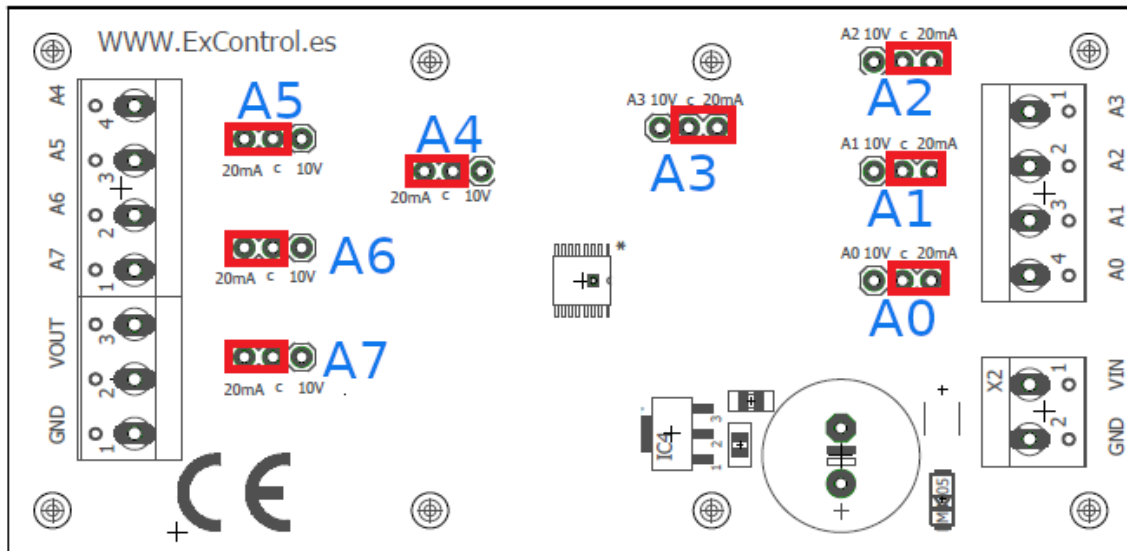 WWW.ExControl.es
A4
A5
A6
A7
VOUT
GND
4
3
2
1
3
2
1
A5
20mA c 10V
A4
20mA c 10V
A6
20mA c 10V
A7
20mA c 10V
A3 10V c 20mA
A3
A2 10V c 20mA
A2
A1 10V c 20mA
A1
A0 10V c 20mA
A0
*
IC4
3
2
1
+
1
2
3
4
A3
A2
A1
A0
X2
1
2
VIN
GND
CE